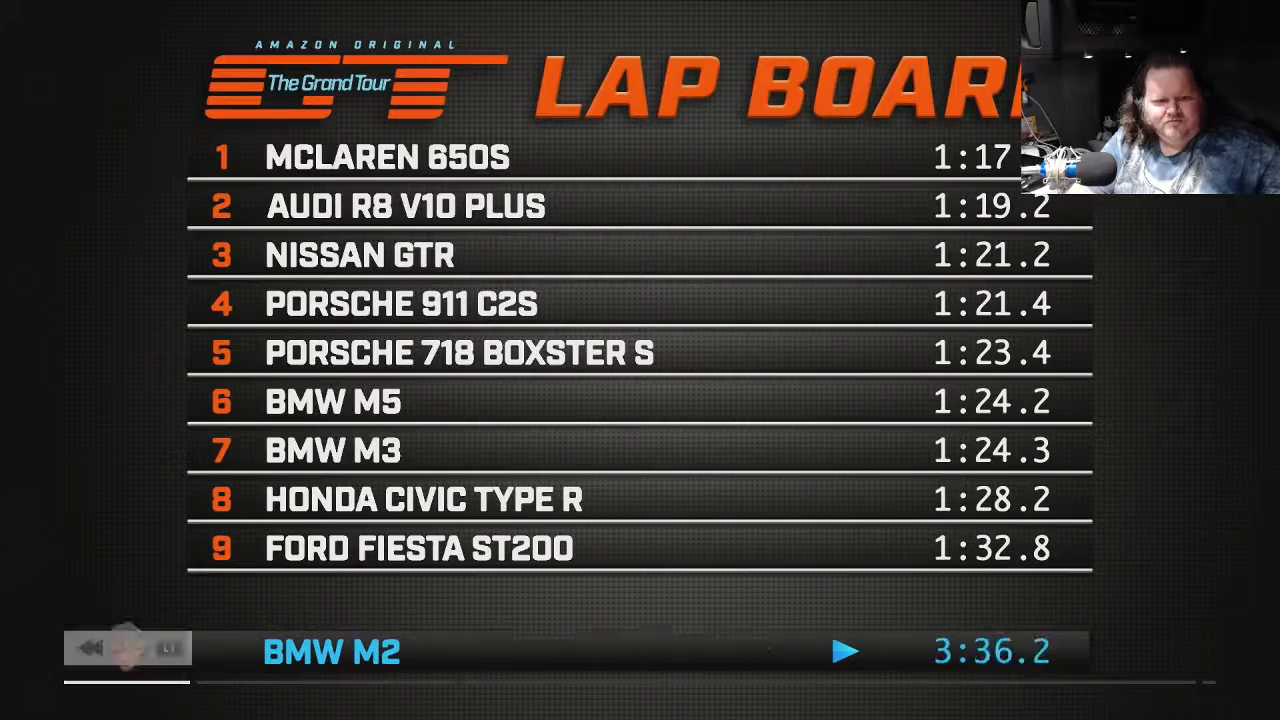 AMAZON ORIGINAL
The Grand Tour
LAP BOAR
1 MCLAREN 650S 1:17
2 AUDI R8 V10 PLUS 1:19.2
3 NISSAN GTR 1:21.2
4 PORSCHE 911 C2S 1:21.4
5 PORSCHE 718 BOXSTER S 1:23.4
6 BMW M5 1:24.2
7 BMW M3 1:24.3
8 HONDA CIVIC TYPE R 1:28.2
9 FORD FIESTA ST200 1:32.8
BMW M2 3:36.2